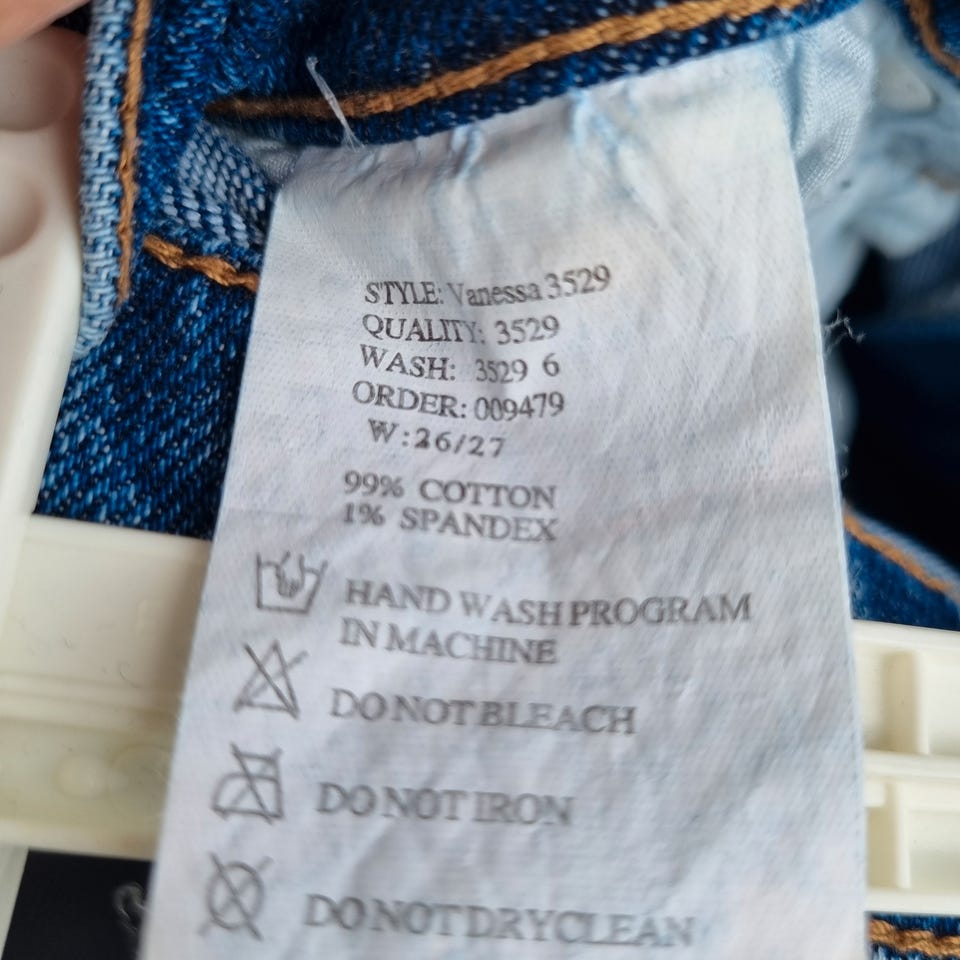 STYLE: Vanessa 3529
QUALITY: 3529
WASH: 3529 6
ORDER: 009479
W:26/27
99% COTTON
1% SPANDEX
HAND WASH PROGRAM
IN MACHINE
DO NOT BLEACH
DO NOT IRON
DO NOT DRYCLEAN